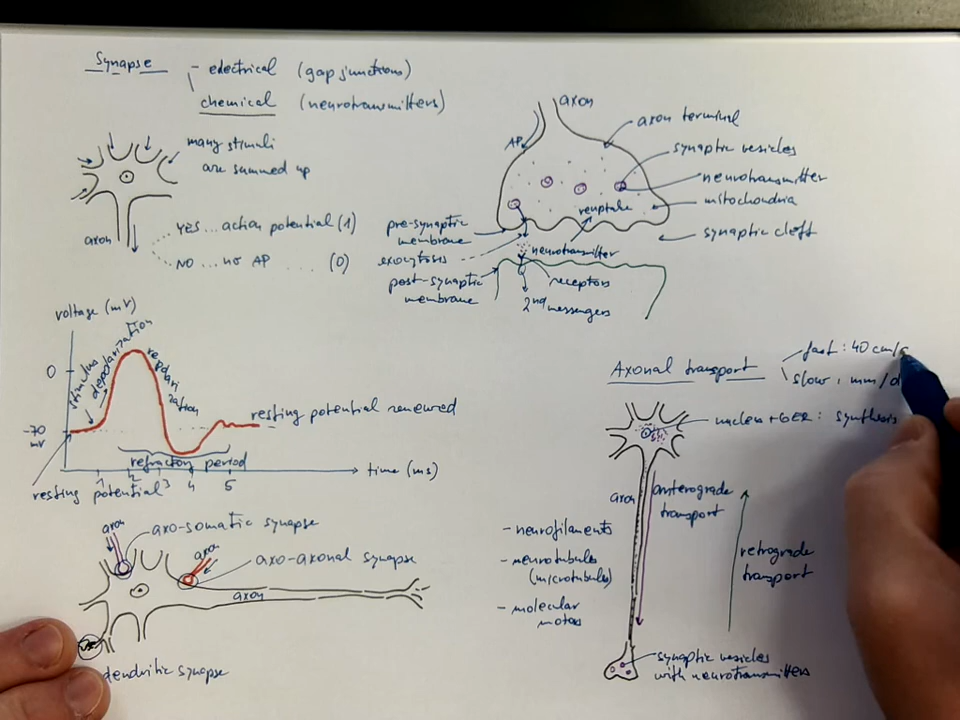 Synapse - electrical (gap junctions)
chemical (neurotransmitters)
many stimuli
are summed up
axon
YES... action potential (1)
NO ... no AP ..... (0)
axon
AP
axon terminal
synaptic vesicles
neurotransmitter
mitochondria
reuptake
synaptic cleft
pre-synaptic
membrane
exocytosis
neurotransmitter
post-synaptic
membrane
receptors
2nd messengers
voltage (mV)
0
-70
mV
stimulus
depolarization
repolari
zation
resting potential renewed
refractory period
1 2 3 4 5
time (ms)
resting potential
axon
axo-somatic synapse
axon
axo-axonal synapse
axon
dendritic synapse
Axonal transport
fast: 40 cm/
slow: mm/d
+GER: synthesis
axon
anterograde
transport
retrograde
transport
- neurofilaments
- neurotubules
(microtubules)
- molecular
motors
synaptic vesicles
with neurotransmitters